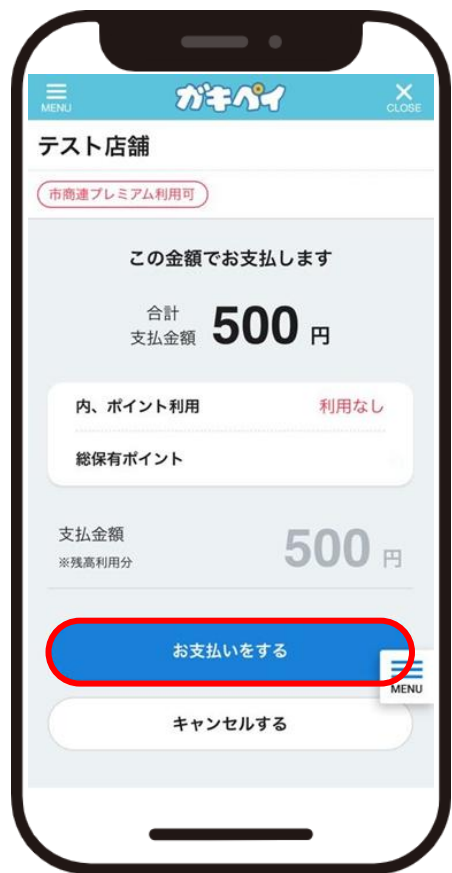 MENU
ガキペイ
CLOSE
テスト店舗
市商連プレミアム利用可
この金額でお支払します
合計
支払金額 500 円
内、ポイント利用 利用なし
総保有ポイント
支払金額
※残高利用分
500 円
お支払いをする
MENU
キャンセルする